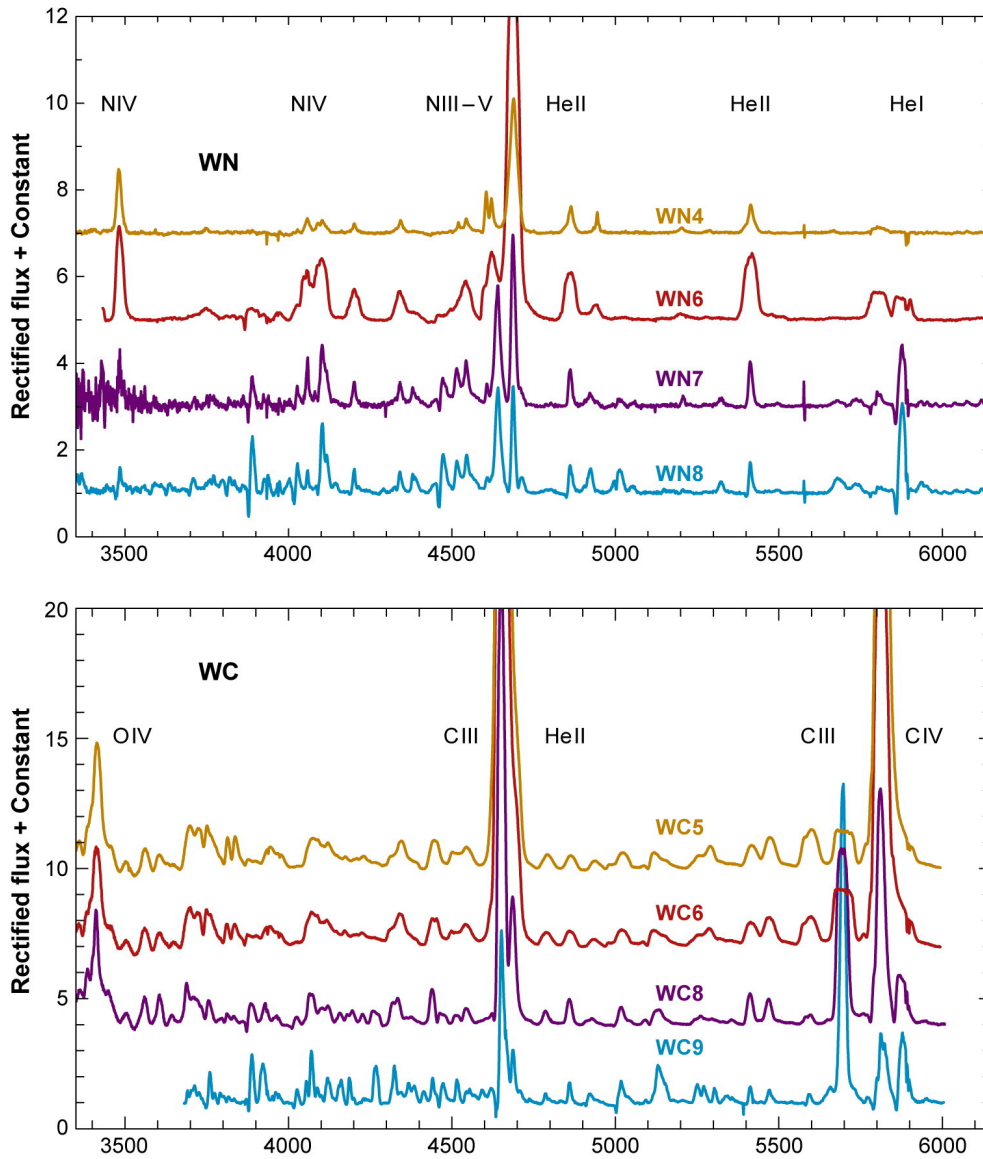 Rectified flux + Constant
12
10
8
6
4
2
0
NIV
NIV
NIII–V
HeII
HeII
HeI
WN
WN4
WN6
WN7
WN8
3500 4000 4500 5000 5500 6000
Rectified flux + Constant
20
15
10
5
0
WC
OIV
CIII
HeII
CIII
CIV
WC5
WC6
WC8
WC9
3500 4000 4500 5000 5500 6000